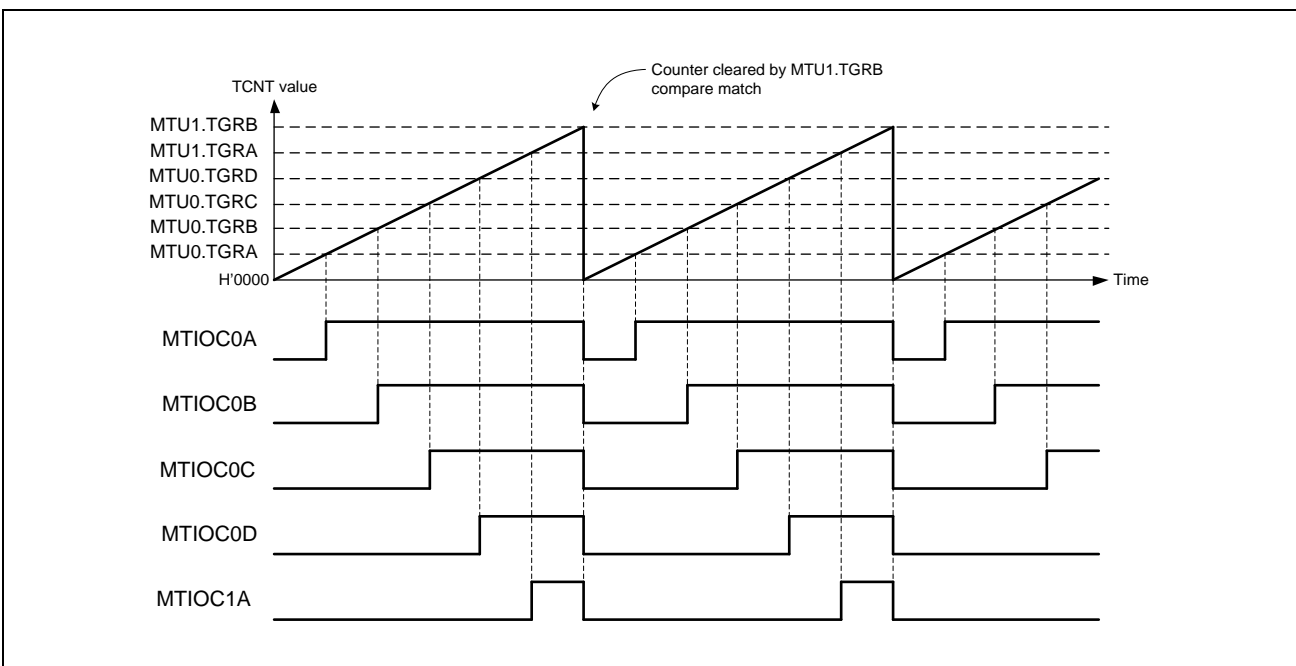 Counter cleared by MTU1.TGRB
compare match
TCNT value
MTU1.TGRB
MTU1.TGRA
MTU0.TGRD
MTU0.TGRC
MTU0.TGRB
MTU0.TGRA
H'0000
Time
MTIOC0A
MTIOC0B
MTIOC0C
MTIOC0D
MTIOC1A